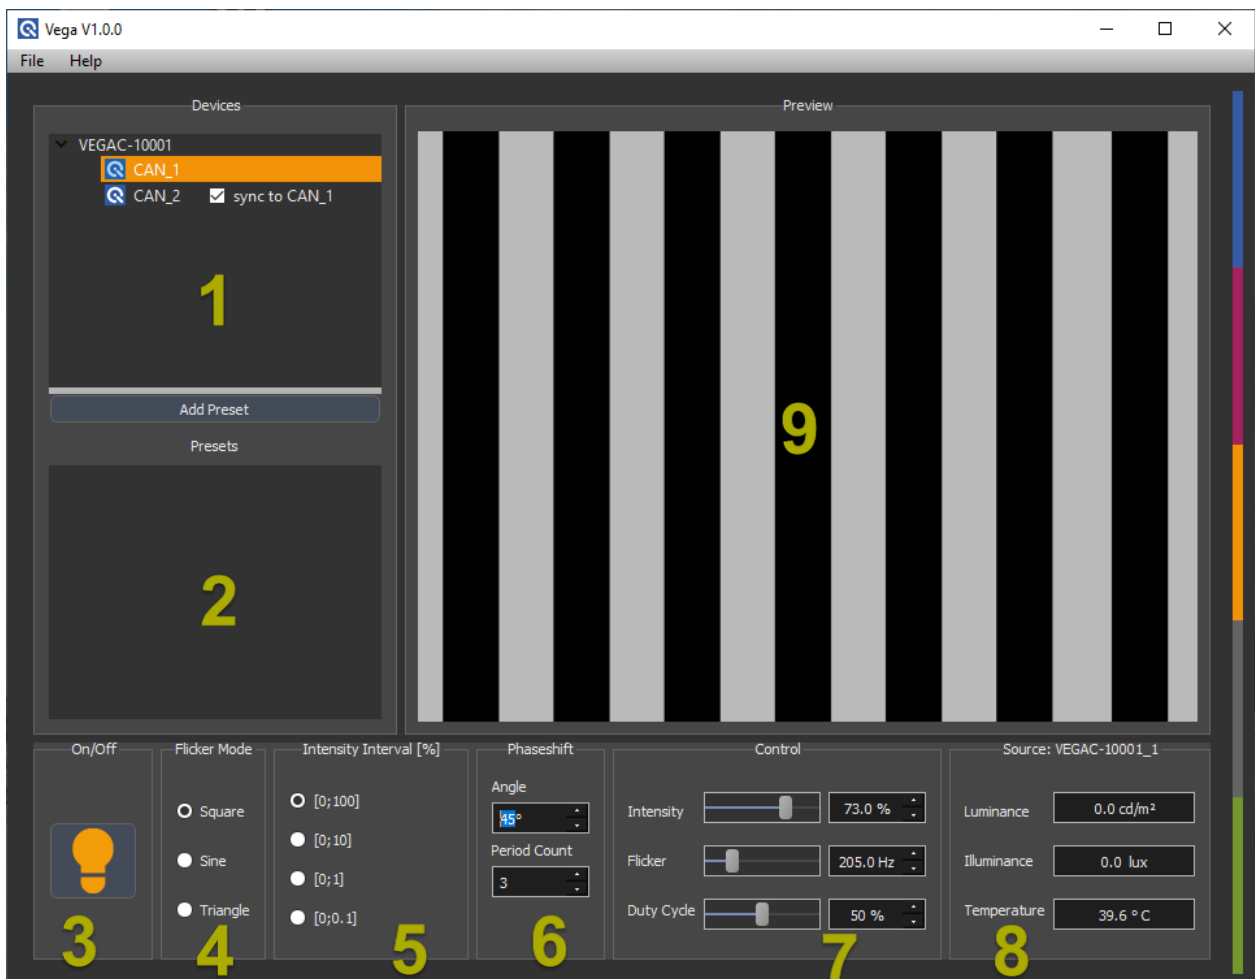 Vega V1.0.0
File Help
Devices
VEGAC-10001
CAN_1
CAN_2 sync to CAN_1
1
Add Preset
Presets
2
Preview
9
On/Off
3
Flicker Mode
Square
Sine
Triangle
4
Intensity Interval [%]
[0;100]
[0;10]
[0;1]
[0;0.1]
5
Phaseshift
Angle
45°
Period Count
3
6
Control
Intensity 73.0 %
Flicker 205.0 Hz
Duty Cycle 50 %
7
Source: VEGAC-10001_1
Luminance 0.0 cd/m²
Illuminance 0.0 lux
Temperature 39.6 ° C
8